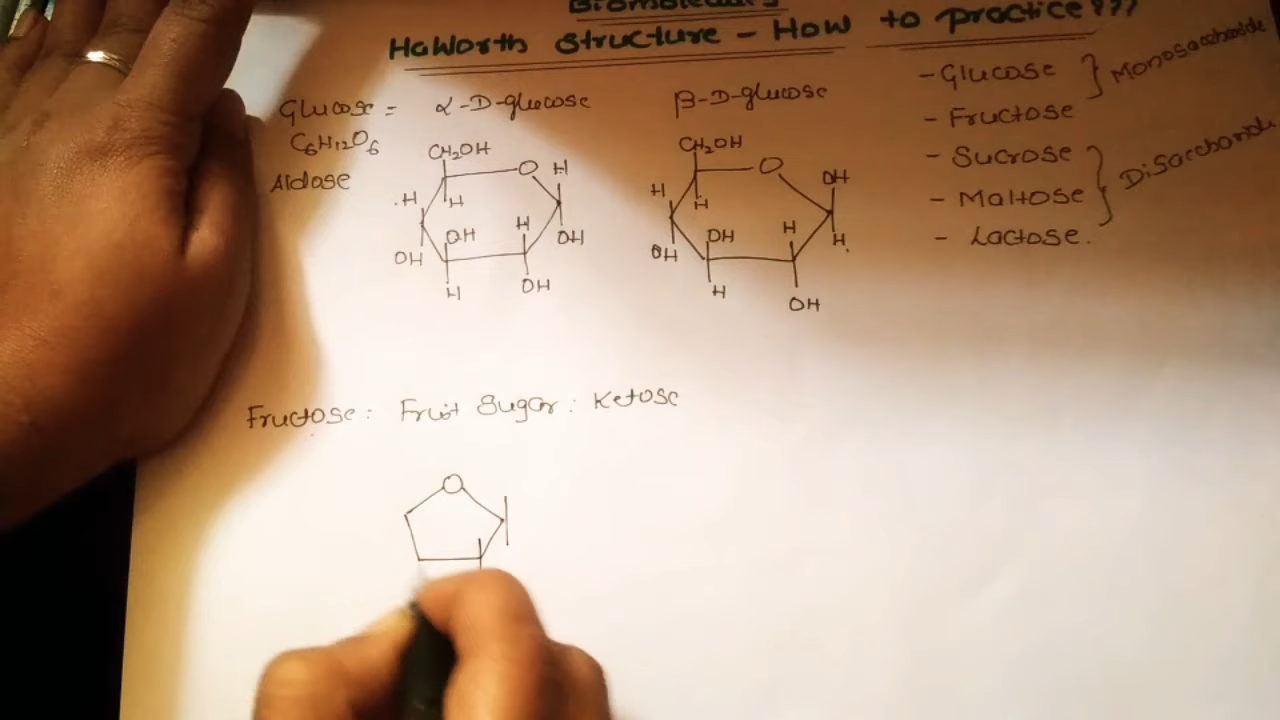 Haworth Structure - How to practice???
Glucose = α-D-glucose
β-D-glucose
C6H12O6
Aldose
CH2OH
O
H
H
H
OH
OH
H
H
OH
OH
CH2OH
O
OH
H
H
OH
OH
H
H
OH
H
- Glucose } Monosaccharide
- Fructose
- Sucrose } Disaccharide
- Maltose
- Lactose.
Fructose : Fruit Sugar : Ketose
O